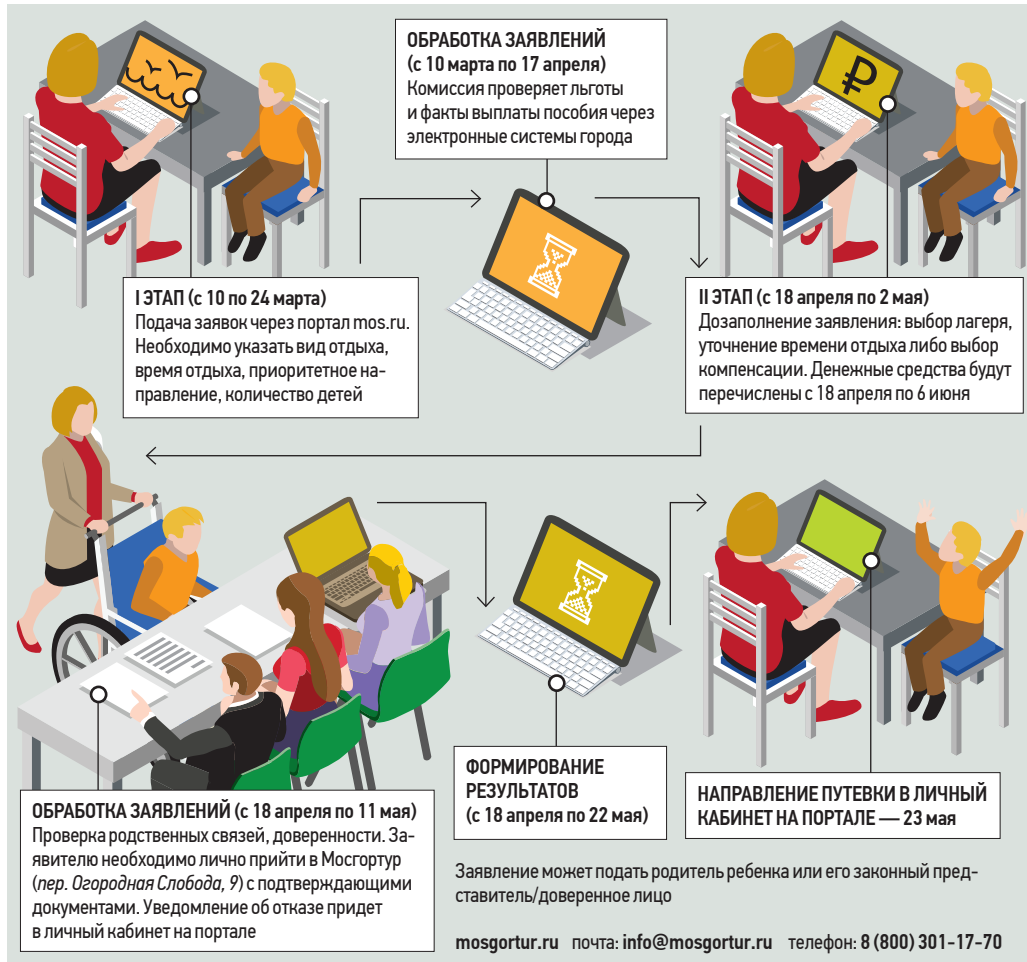 ОБРАБОТКА ЗАЯВЛЕНИЙ
(с 10 марта по 17 апреля)
Комиссия проверяет льготы
и факты выплаты пособия через
электронные системы города
I ЭТАП (с 10 по 24 марта)
Подача заявок через портал mos.ru.
Необходимо указать вид отдыха,
время отдыха, приоритетное на-
правление, количество детей
₽
II ЭТАП (с 18 апреля по 2 мая)
Дозаполнение заявления: выбор лагеря,
уточнение времени отдыха либо выбор
компенсации. Денежные средства будут
перечислены с 18 апреля по 6 июня
ОБРАБОТКА ЗАЯВЛЕНИЙ (с 18 апреля по 11 мая)
Проверка родственных связей, доверенности. За-
явителю необходимо лично прийти в Мосгортур
(пер. Огородная Слобода, 9) с подтверждающими
документами. Уведомление об отказе придет
в личный кабинет на портале
ФОРМИРОВАНИЕ
РЕЗУЛЬТАТОВ
(с 18 апреля по 22 мая)
НАПРАВЛЕНИЕ ПУТЕВКИ В ЛИЧНЫЙ
КАБИНЕТ НА ПОРТАЛЕ — 23 мая
Заявление может подать родитель ребенка или его законный пред-
ставитель/доверенное лицо
mosgortur.ru почта: info@mosgortur.ru телефон: 8 (800) 301-17-70